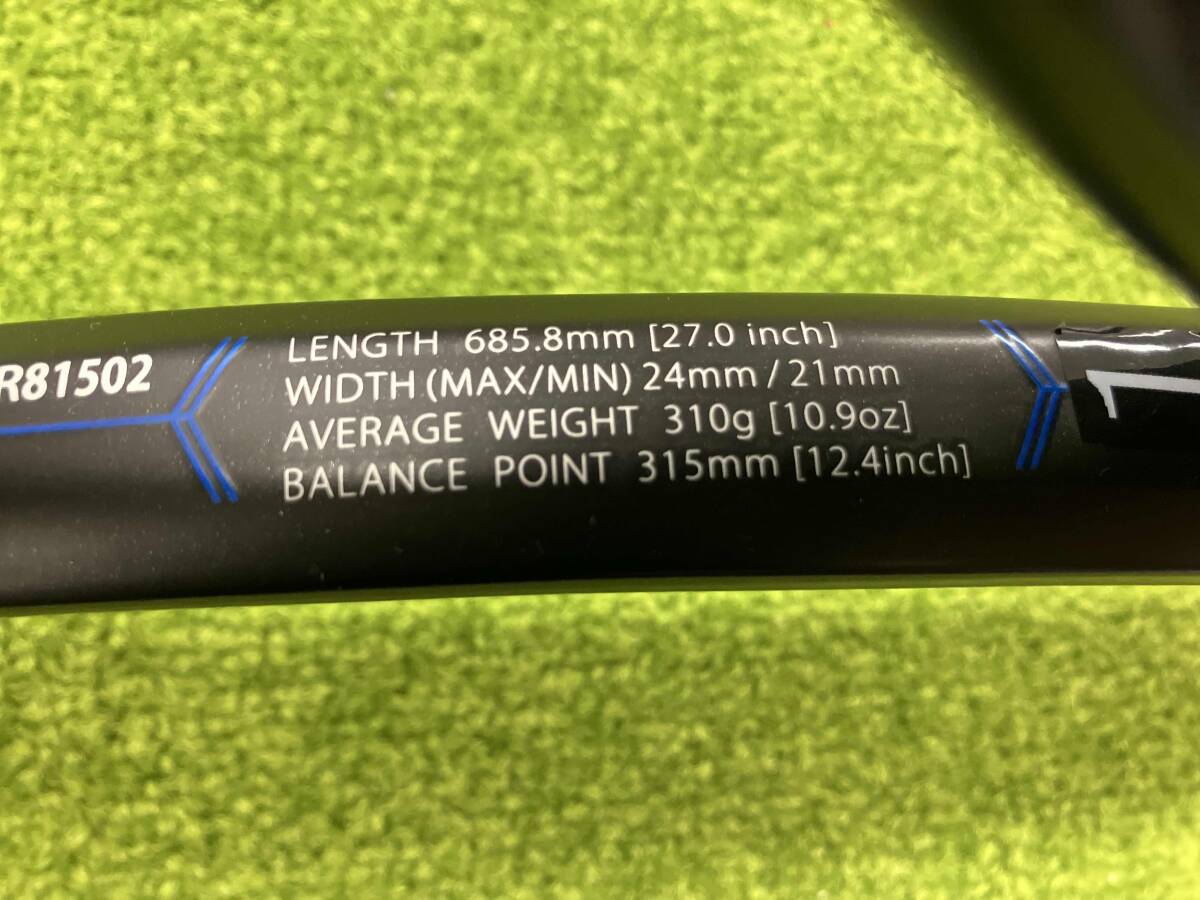 R81502
LENGTH 685.8mm [27.0 inch]
WIDTH (MAX/MIN) 24mm / 21mm
AVERAGE WEIGHT 310g [10.9oz]
BALANCE POINT 315mm [12.4inch]